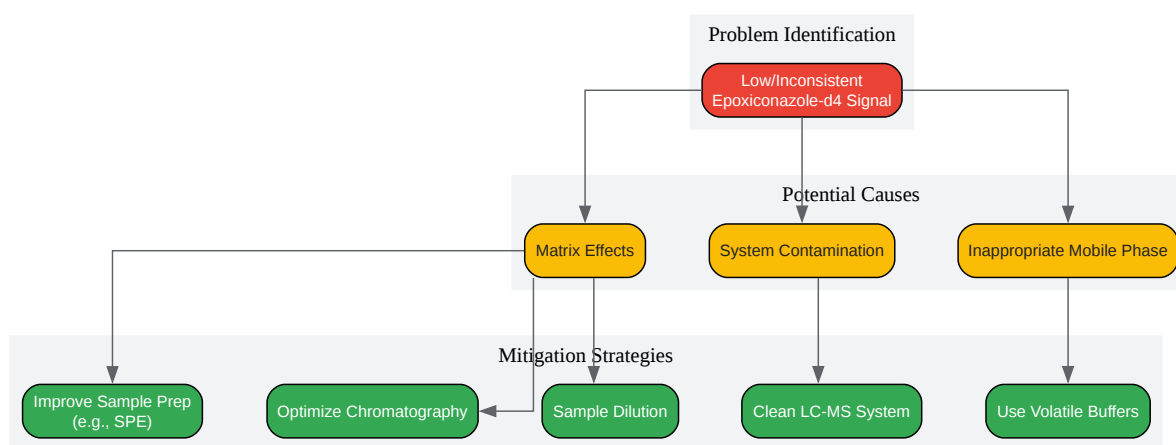 Problem Identification
Low/Inconsistent
Epoxiconazole-d4 Signal
Potential Causes
Matrix Effects
System Contamination
Inappropriate Mobile Phase
Mitigation Strategies
Improve Sample Prep
(e.g., SPE)
Optimize Chromatography
Sample Dilution
Clean LC-MS System
Use Volatile Buffers